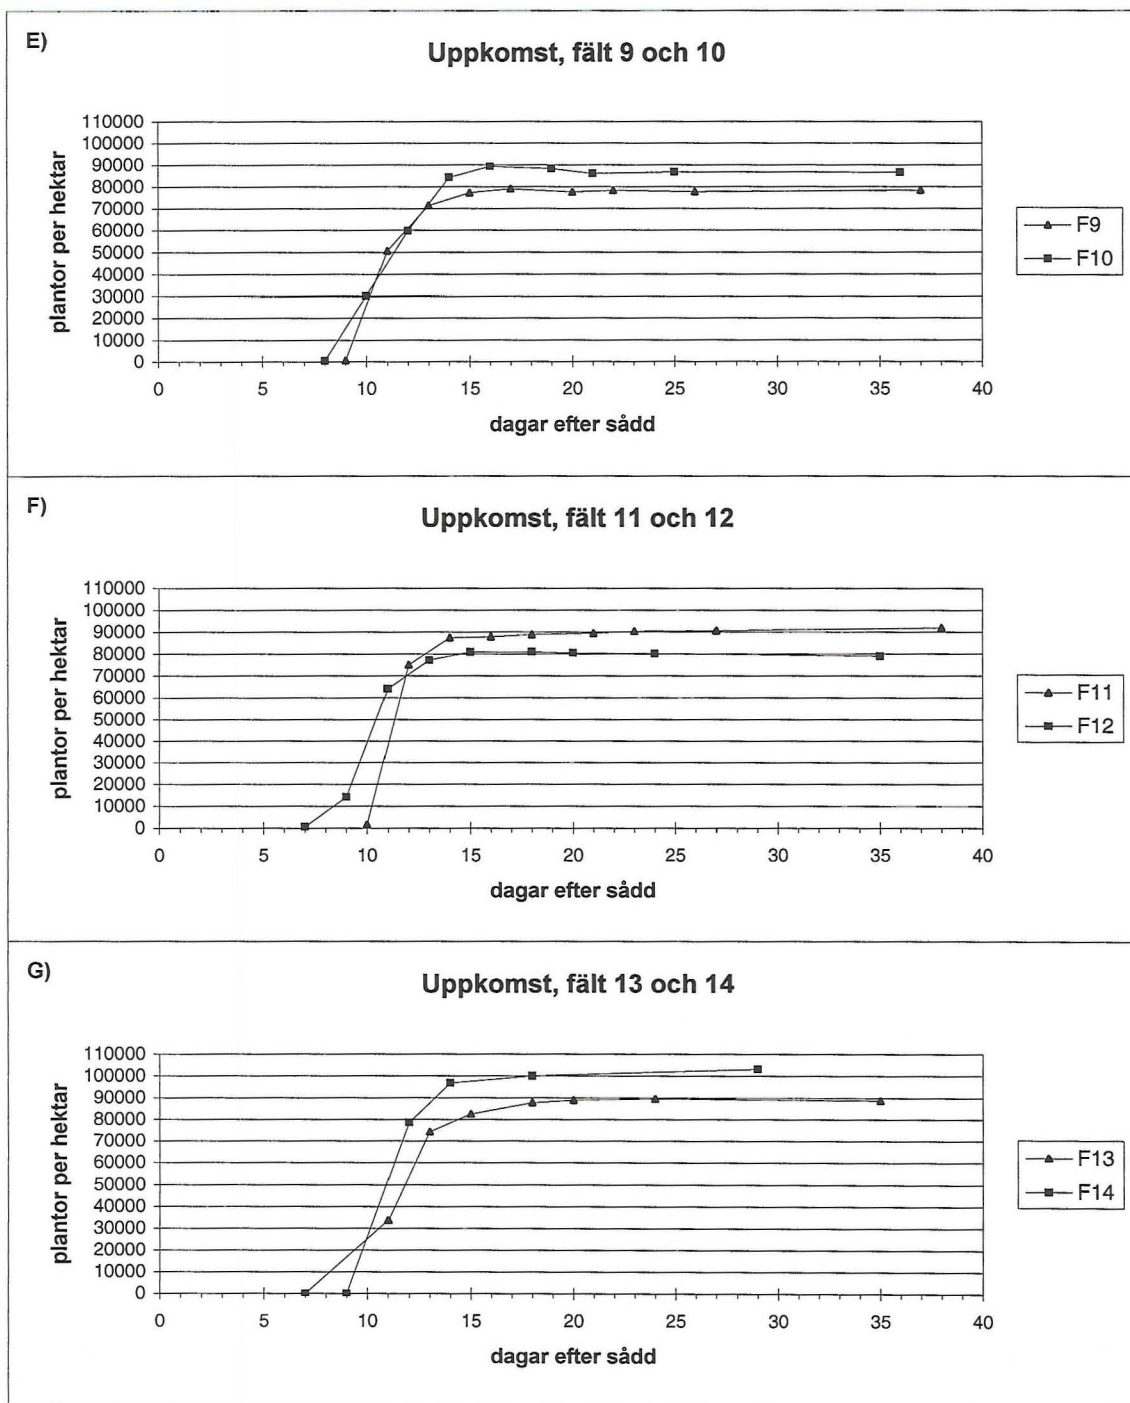 E)
Uppkomst, fält 9 och 10
plantor per hektar
110000
100000
90000
80000
70000
60000
50000
40000
30000
20000
10000
0
0 5 10 15 20 25 30 35 40
dagar efter sådd
F9
F10
F)
Uppkomst, fält 11 och 12
plantor per hektar
110000
100000
90000
80000
70000
60000
50000
40000
30000
20000
10000
0
0 5 10 15 20 25 30 35 40
dagar efter sådd
F11
F12
G)
Uppkomst, fält 13 och 14
plantor per hektar
110000
100000
90000
80000
70000
60000
50000
40000
30000
20000
10000
0
0 5 10 15 20 25 30 35 40
dagar efter sådd
F13
F14